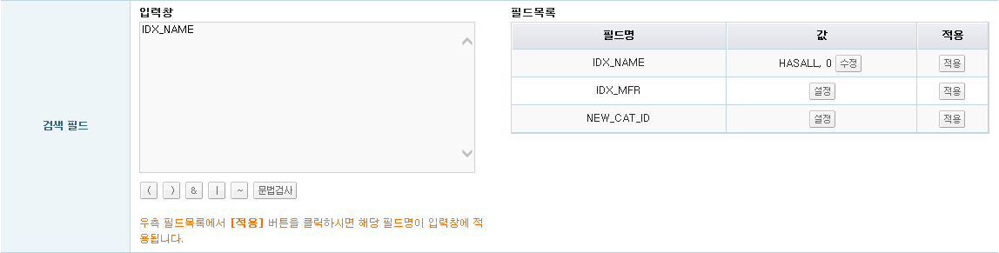 입력창
IDX_NAME
( ) & | ~ 문법검사
우측 필드목록에서 [적용] 버튼을 클릭하시면 해당 필드명이 입력창에 적
용됩니다.
검색 필드
필드목록
필드명 값 적용
IDX_NAME HASALL, 0 수정 적용
IDX_MFR 설정 적용
NEW_CAT_ID 설정 적용